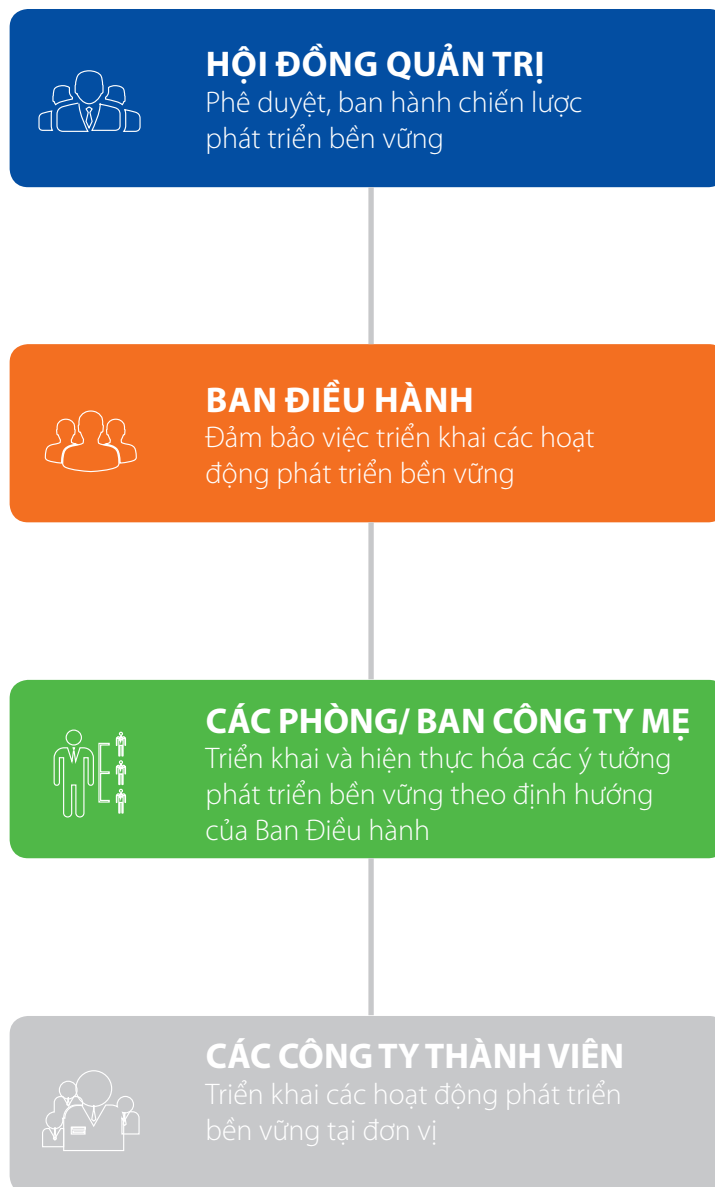 HỘI ĐỒNG QUẢN TRỊ
Phê duyệt, ban hành chiến lược
phát triển bền vững
BAN ĐIỀU HÀNH
Đảm bảo việc triển khai các hoạt
động phát triển bền vững
CÁC PHÒNG/ BAN CÔNG TY MẸ
Triển khai và hiện thực hóa các ý tưởng
phát triển bền vững theo định hướng
của Ban Điều hành
CÁC CÔNG TY THÀNH VIÊN
Triển khai các hoạt động phát triển
bền vững tại đơn vị